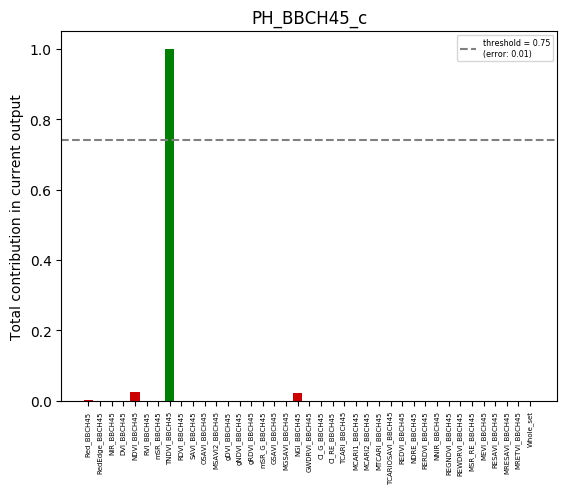 PH_BBCH45_c
threshold = 0.75
(error: 0.01)
Total contribution in current output
1.0
0.8
0.6
0.4
0.2
0.0
Red_BBCH45
RedEdge_BBCH45
NIR_BBCH45
DVI_BBCH45
NDVI_BBCH45
RVI_BBCH45
mSR_BBCH45
TNDVI_BBCH45
NDVI_BBCH45
SAVI_BBCH45
OSAVI_BBCH45
MSAVI2_BBCH45
gDVI_BBCH45
gNDVI_BBCH45
gRDVI_BBCH45
mSR_G_BBCH45
GSAVI_BBCH45
MGSAVI_BBCH45
NGI_BBCH45
GWDRVI_BBCH45
CI_G_BBCH45
CI_RE_BBCH45
TCARI_BBCH45
MCARI1_BBCH45
MCARI2_BBCH45
MTCARI_BBCH45
TCARIOSAVI_BBCH45
REDVI_BBCH45
NDRE_BBCH45
RERDVI_BBCH45
NNIR_BBCH45
REGNDVI_BBCH45
REWDRVI_BBCH45
MSR_RE_BBCH45
MEVI_BBCH45
RESAVI_BBCH45
MRESAVI_BBCH45
MRETVI_BBCH45
Whole_set